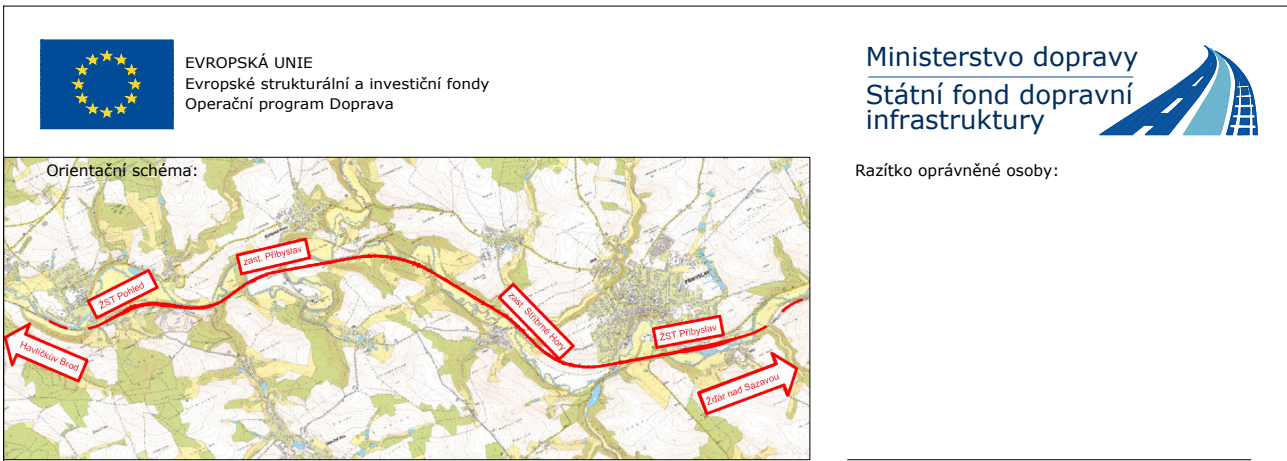 EVROPSKÁ UNIE
Evropské strukturální a investiční fondy
Operační program Doprava
Ministerstvo dopravy
Státní fond dopravní
infrastruktury
Orientační schéma:
Razítko oprávněné osoby:
zast. Přibyslav
ŽST Pohled
zast. Stříbrné Hory
PŘIBYSLAV
ŽST Přibyslav
Havlíčkův Brod
Žďár nad Sázavou